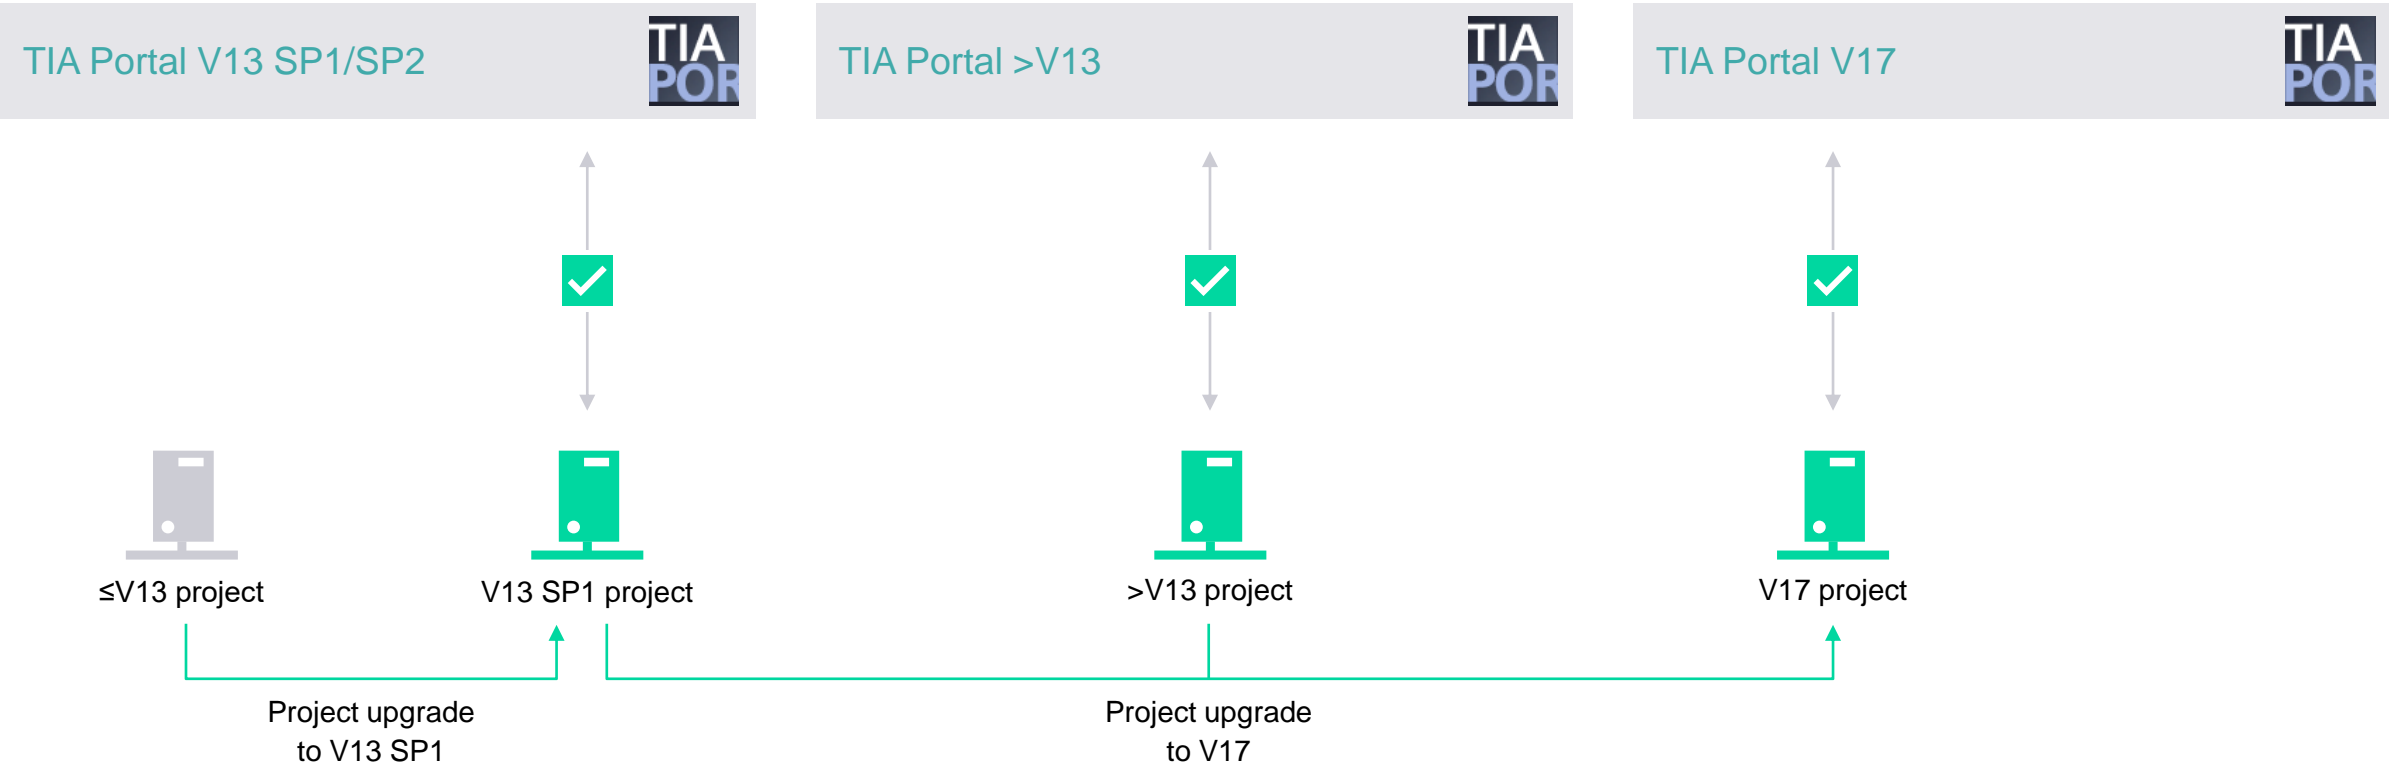 TIA Portal V13 SP1/SP2
TIA
POR
TIA Portal >V13
TIA
POR
TIA Portal V17
TIA
POR
≤V13 project
V13 SP1 project
>V13 project
V17 project
Project upgrade
to V13 SP1
Project upgrade
to V17